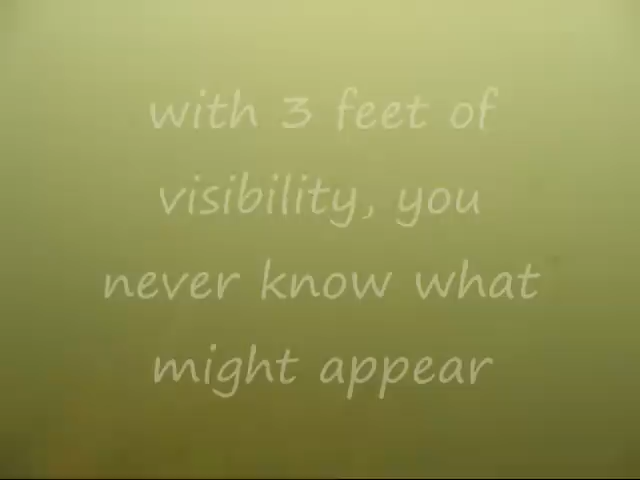 with 3 feet of
visibility, you
never know what
might appear